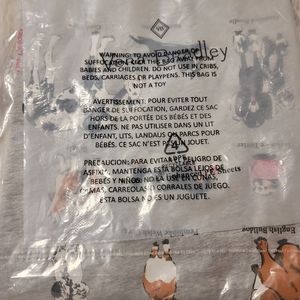 WARNING: TO AVOID DANGER OF
SUFFOCATION, KEEP THIS BAG AWAY FROM
BABIES AND CHILDREN. DO NOT USE IN CRIBS,
BEDS, CARRIAGES OR PLAYPENS. THIS BAG IS
NOT A TOY
AVERTISSEMENT: POUR EVITER TOUT
DANGER DE SUFFOCATION, GARDEZ CE SAC
HORS DE LA PORTÉE DES BÉBÉS ET DES
ENFANTS. NE PAS UTILISER DANS UN LIT
D'ENFANT, LITS, LANDAUS OU PARCS POUR
BÉBÉS. CE SAC N'EST PAS UN JOUET.
PRECAUCION: PARA EVITAR PELIGRO DE
ASFIXIA, MANTENGA ESTA BOLSA LEJOS DE
BEBÉS Y NIÑOS. NO LA USE EN CUNAS,
CAMAS, CARREOLAS O CORRALES DE JUEGO.
ESTA BOLSA NO ES UN JUGUETE.
Sheets
English Bulldog
Pembroke Welsh